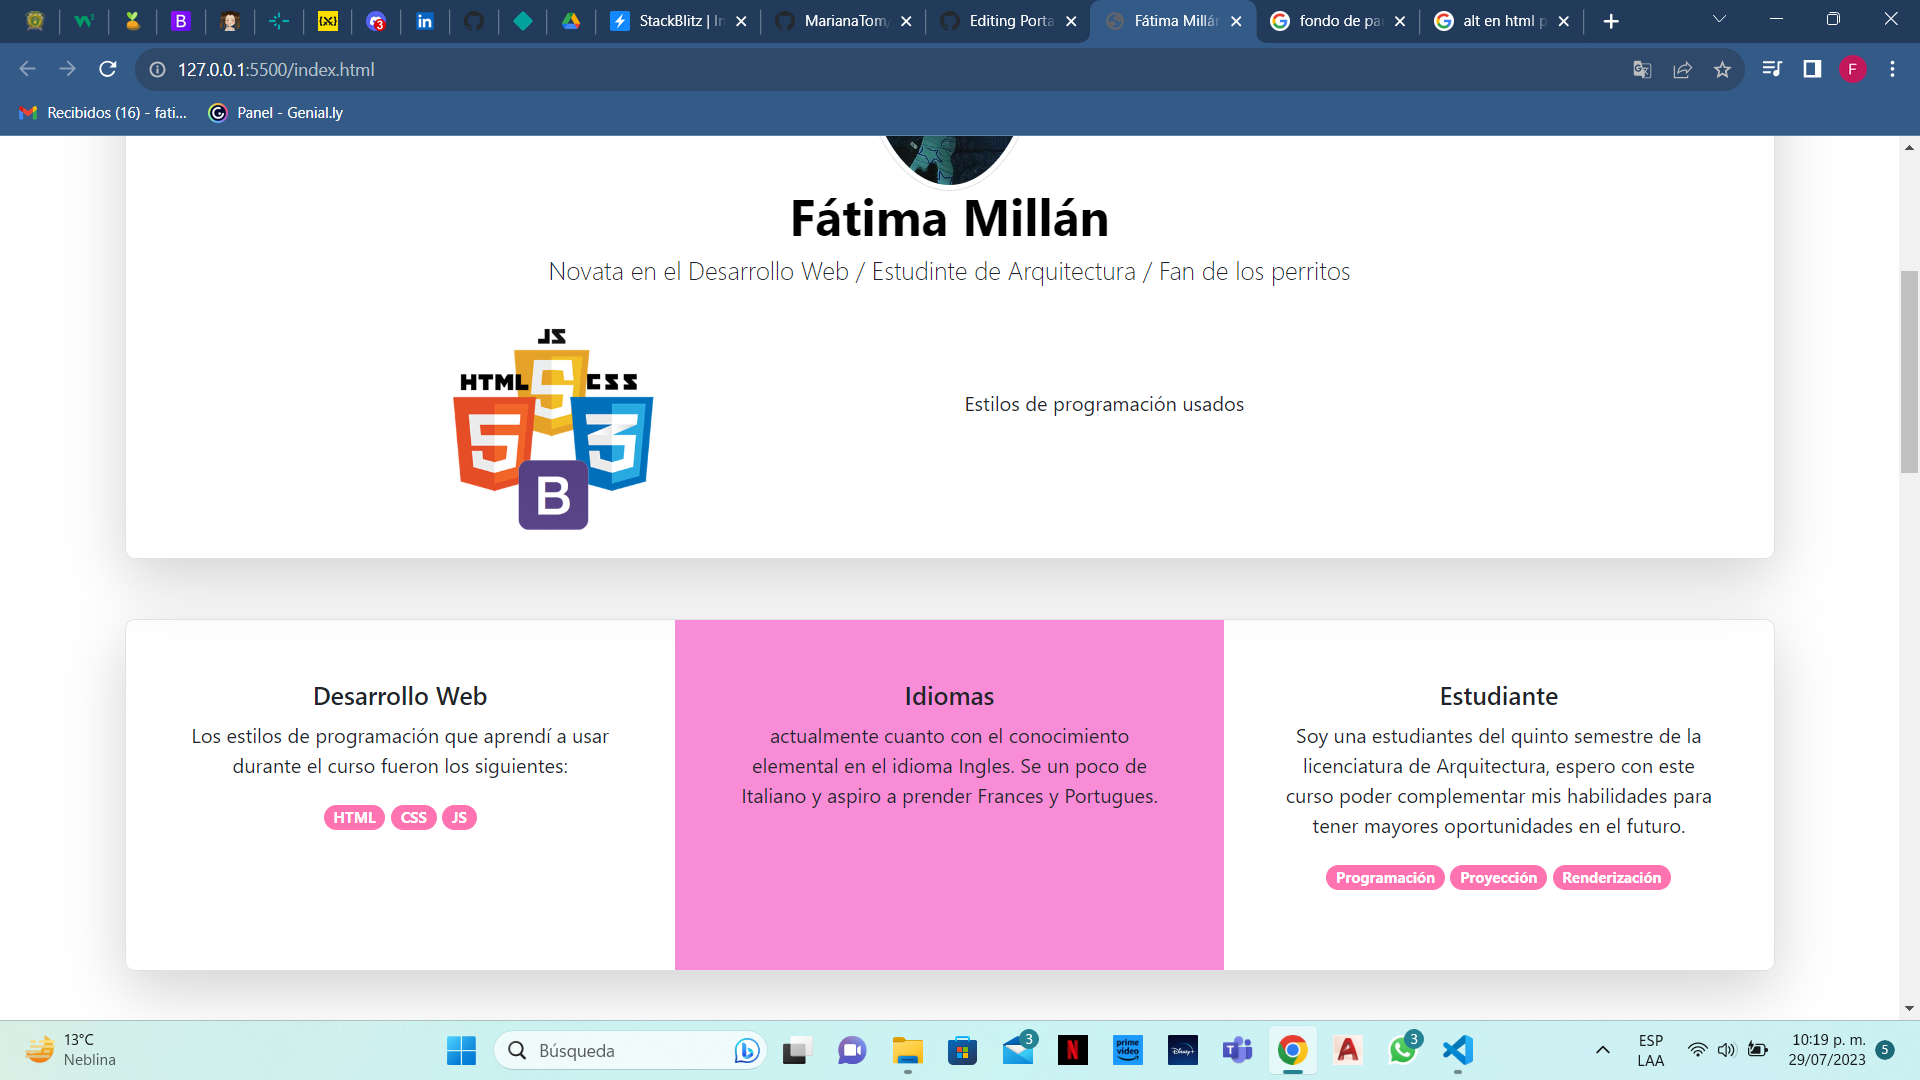 StackBlitz | In
MarianaTom
Editing Porta
Fátima Millán
fondo de pa
alt en html p
127.0.0.1:5500/index.html
F
Recibidos (16) - fati...
Panel - Genial.ly
Fátima Millán
Novata en el Desarrollo Web / Estudinte de Arquitectura / Fan de los perritos
JS
HTML
CSS
5
3
B
Estilos de programación usados
Desarrollo Web
Los estilos de programación que aprendí a usar
durante el curso fueron los siguientes:
HTML CSS JS
Idiomas
actualmente cuanto con el conocimiento
elemental en el idioma Ingles. Se un poco de
Italiano y aspiro a prender Frances y Portugues.
Estudiante
Soy una estudiantes del quinto semestre de la
licenciatura de Arquitectura, espero con este
curso poder complementar mis habilidades para
tener mayores oportunidades en el futuro.
Programación Proyección Renderización
13°C
Neblina
Búsqueda
3
prime video
Disney+
3
ESP
LAA
10:19 p. m.
29/07/2023
5